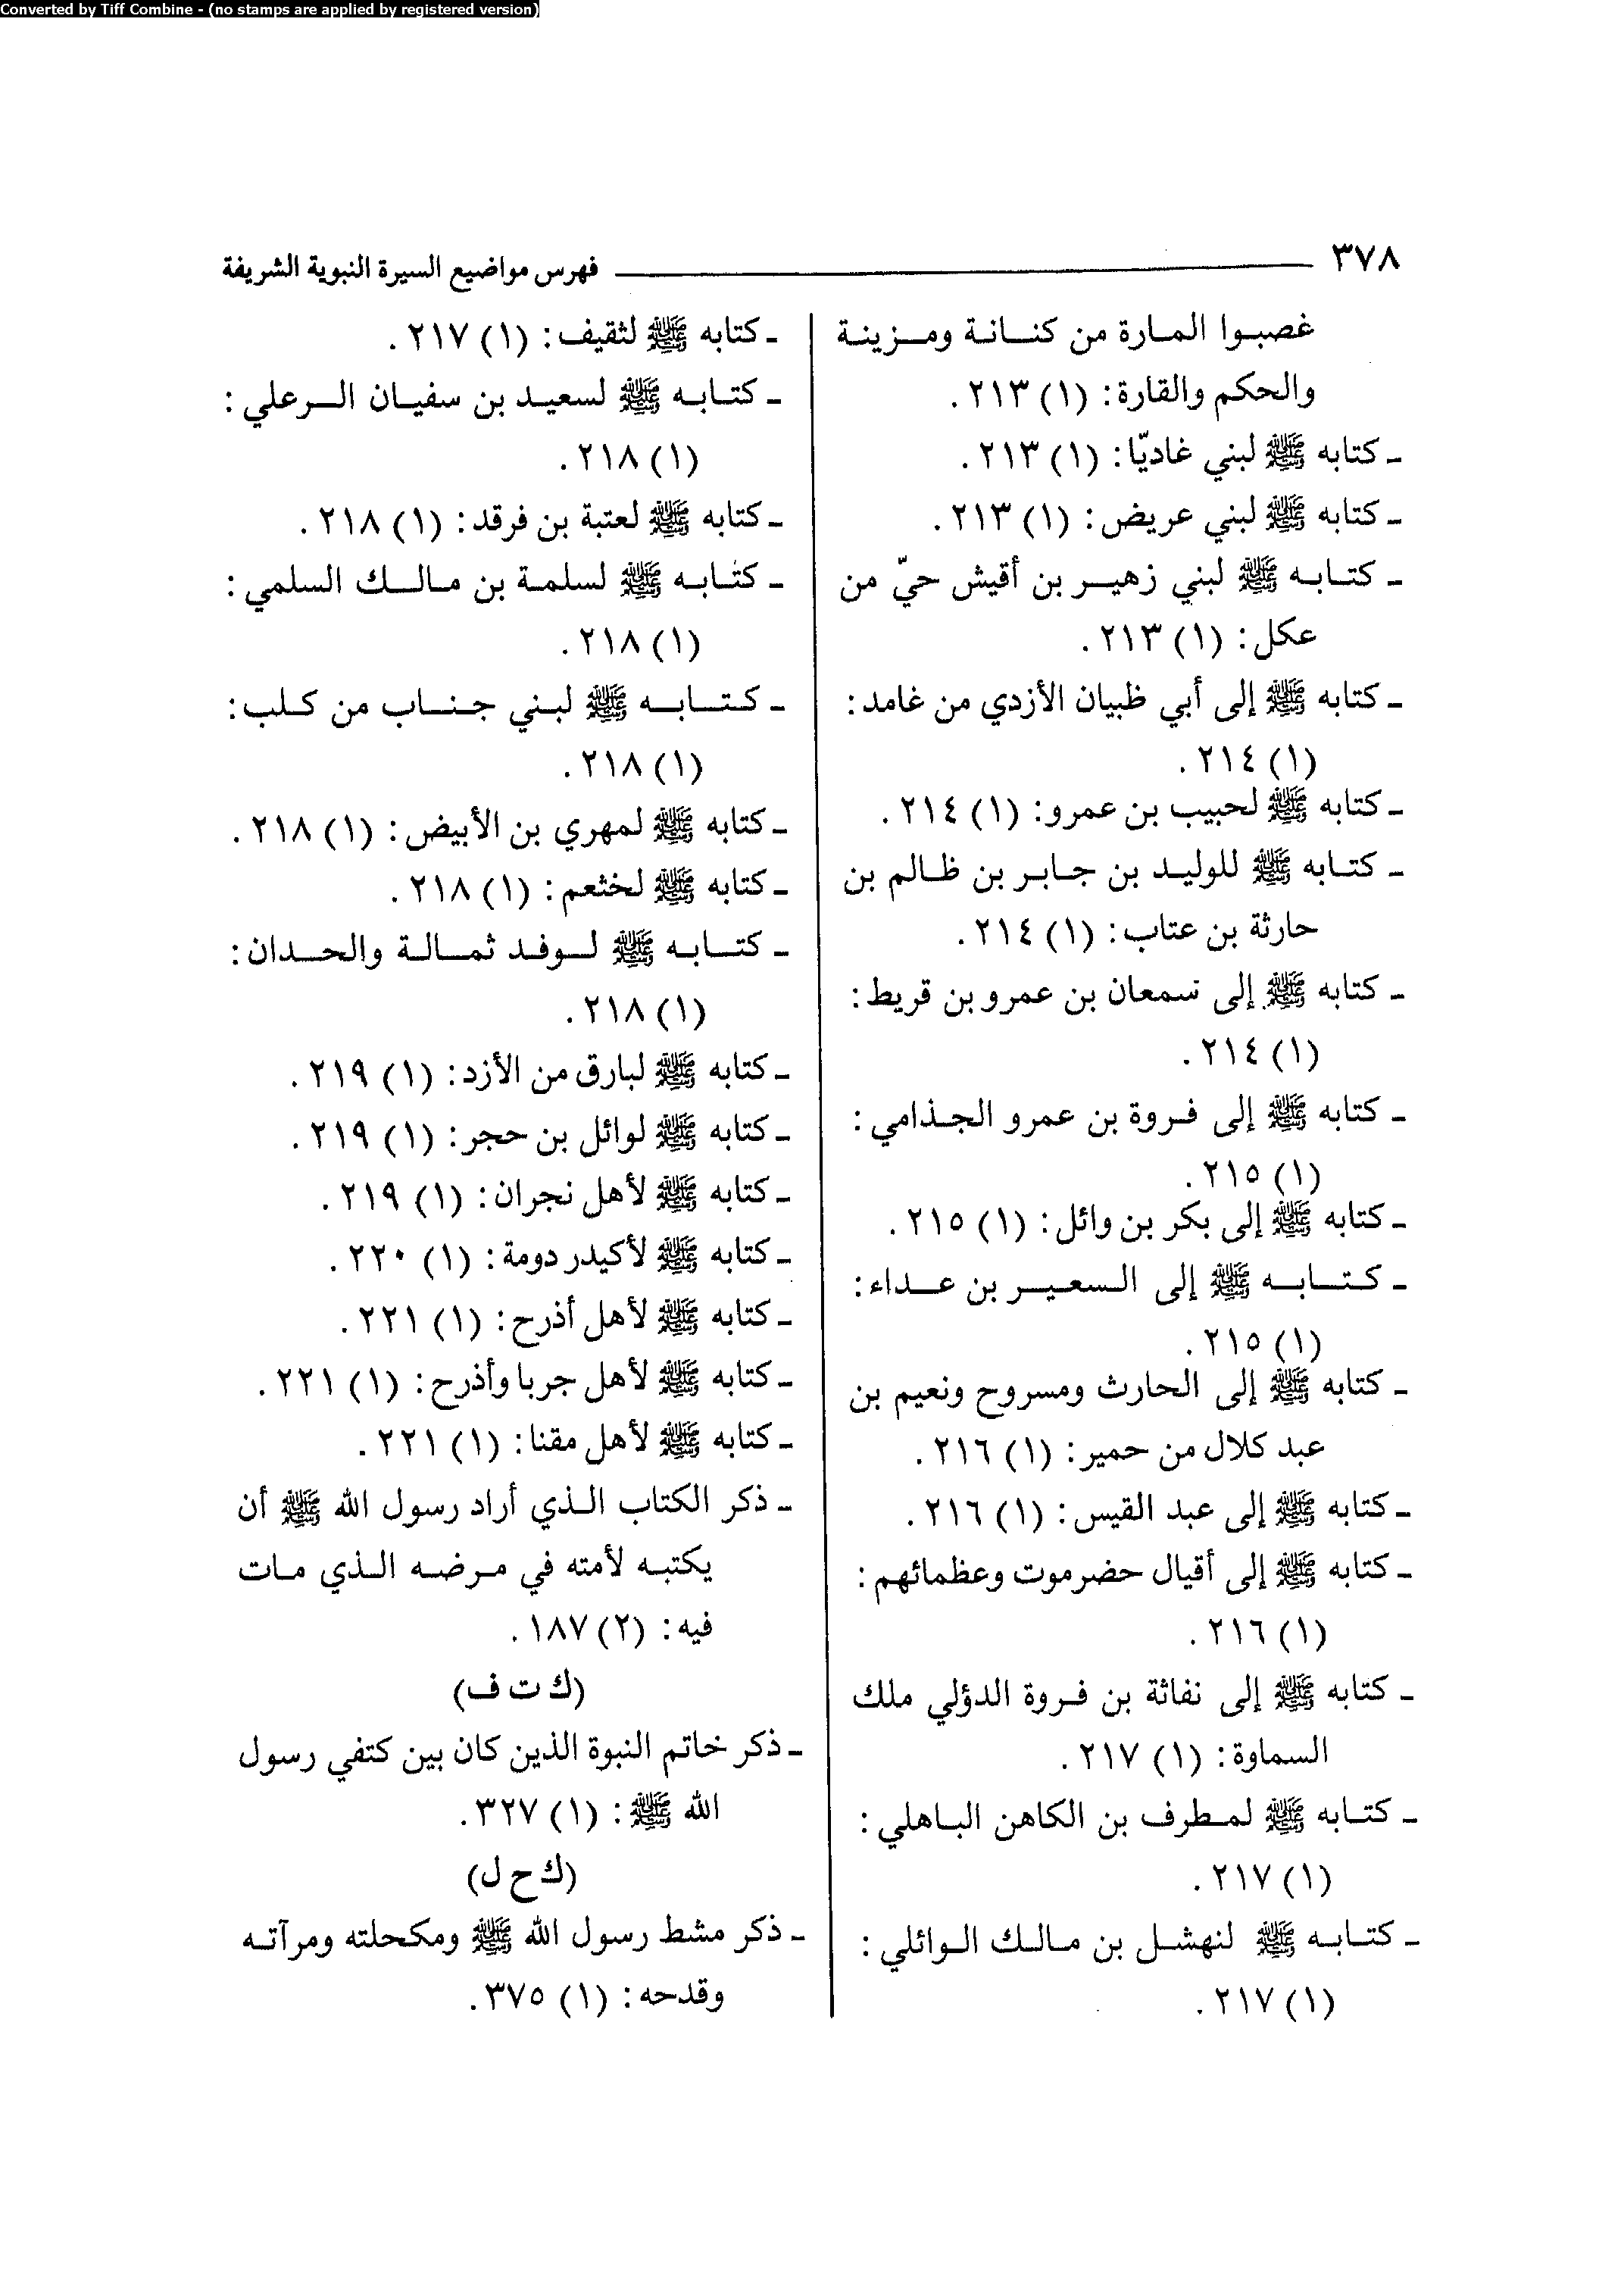 Converted by Tiff Combine - (no stamps are applied by registered version)
٣٧٨ فهرس مواضيع السيرة النبوية الشريفة
غصبوا المارة من كنانة ومزينة
والحكم والقارة: (١) ٢١٣.
ـ كتابه ﷺ لبني غاديّا: (١) ٢١٣.
ـ كتابه ﷺ لبني عريض: (١) ٢١٣.
ـ كتابه ﷺ لبني زهير بن أقيش حيّ من
عكل: (١) ٢١٣.
ـ كتابه ﷺ إلى أبي ظبيان الأزدي من غامد:
(١) ٢١٤.
ـ كتابه ﷺ لحبيب بن عمرو: (١) ٢١٤.
ـ كتابه ﷺ للوليد بن جابر بن ظالم بن
حارثة بن عتاب: (١) ٢١٤.
ـ كتابه ﷺ إلى سمعان بن عمرو بن قريط:
(١) ٢١٤.
ـ كتابه ﷺ إلى فروة بن عمرو الجذامي:
(١) ٢١٥.
ـ كتابه ﷺ إلى بكر بن وائل: (١) ٢١٥.
ـ كتابه ﷺ إلى السعير بن عداء:
(١) ٢١٥.
ـ كتابه ﷺ إلى الحارث ومسروح ونعيم بن
عبد كلال من حمير: (١) ٢١٦.
ـ كتابه ﷺ إلى عبد القيس: (١) ٢١٦.
ـ كتابه ﷺ إلى أقيال حضرموت وعظمائهم:
(١) ٢١٦.
ـ كتابه ﷺ إلى نفاثة بن فروة الدؤلي ملك
السماوة: (١) ٢١٧.
ـ كتابه ﷺ لمطرف بن الكاهن الباهلي:
(١) ٢١٧.
ـ كتابه ﷺ لنهشل بن مالك الوائلي:
(١) ٢١٧.
ـ كتابه ﷺ لثقيف: (١) ٢١٧.
ـ كتابه ﷺ لسعيد بن سفيان الرعلي:
(١) ٢١٨.
ـ كتابه ﷺ لعتبة بن فرقد: (١) ٢١٨.
ـ كتابه ﷺ لسلمة بن مالك السلمي:
(١) ٢١٨.
ـ كتابه ﷺ لبني جناب من كلب:
(١) ٢١٨.
ـ كتابه ﷺ لمهري بن الأبيض: (١) ٢١٨.
ـ كتابه ﷺ لخثعم: (١) ٢١٨.
ـ كتابه ﷺ لوفد ثمالة والحدان:
(١) ٢١٨.
ـ كتابه ﷺ لبارق من الأزد: (١) ٢١٩.
ـ كتابه ﷺ لوائل بن حجر: (١) ٢١٩.
ـ كتابه ﷺ لأهل نجران: (١) ٢١٩.
ـ كتابه ﷺ لأكيدر دومة: (١) ٢٢٠.
ـ كتابه ﷺ لأهل أذرح: (١) ٢٢١.
ـ كتابه ﷺ لأهل جربا وأذرح: (١) ٢٢١.
ـ كتابه ﷺ لأهل مقنا: (١) ٢٢١.
ـ ذكر الكتاب الذي أراد رسول الله ﷺ أن
يكتبه لأمته في مرضه الذي مات
فيه: (٢) ١٨٧.
(ك ت ف)
ـ ذكر خاتم النبوة الذين كان بين كتفي رسول
الله ﷺ: (١) ٣٢٧.
(ك ح ل)
ـ ذكر مشط رسول الله ﷺ ومكحلته ومرآته
وقدحه: (١) ٣٧٥.